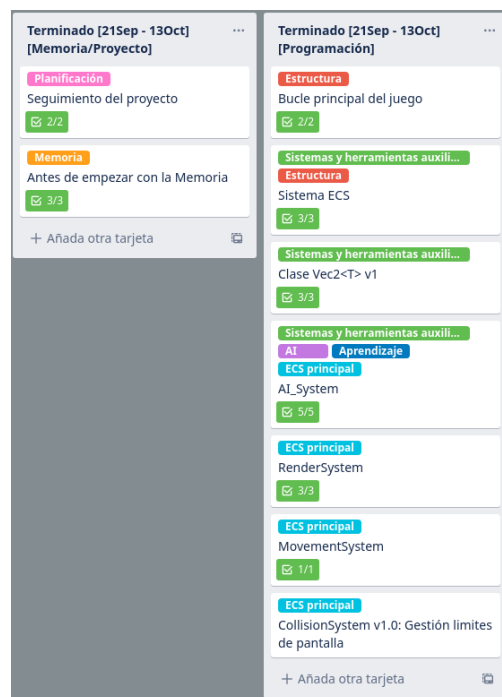 Terminado [21Sep - 13Oct]
[Memoria/Proyecto]
Planificación
Seguimiento del proyecto
2/2
Memoria
Antes de empezar con la Memoria
3/3
Añada otra tarjeta
Terminado [21Sep - 13Oct]
[Programación]
Estructura
Bucle principal del juego
2/2
Sistemas y herramientas auxili...
Estructura
Sistema ECS
3/3
Sistemas y herramientas auxili...
Clase Vec2<T> v1
3/3
Sistemas y herramientas auxili...
AI Aprendizaje
ECS principal
AI_System
5/5
ECS principal
RenderSystem
3/3
ECS principal
MovementSystem
1/1
ECS principal
CollisionSystem v1.0: Gestión limites
de pantalla
Añada otra tarjeta